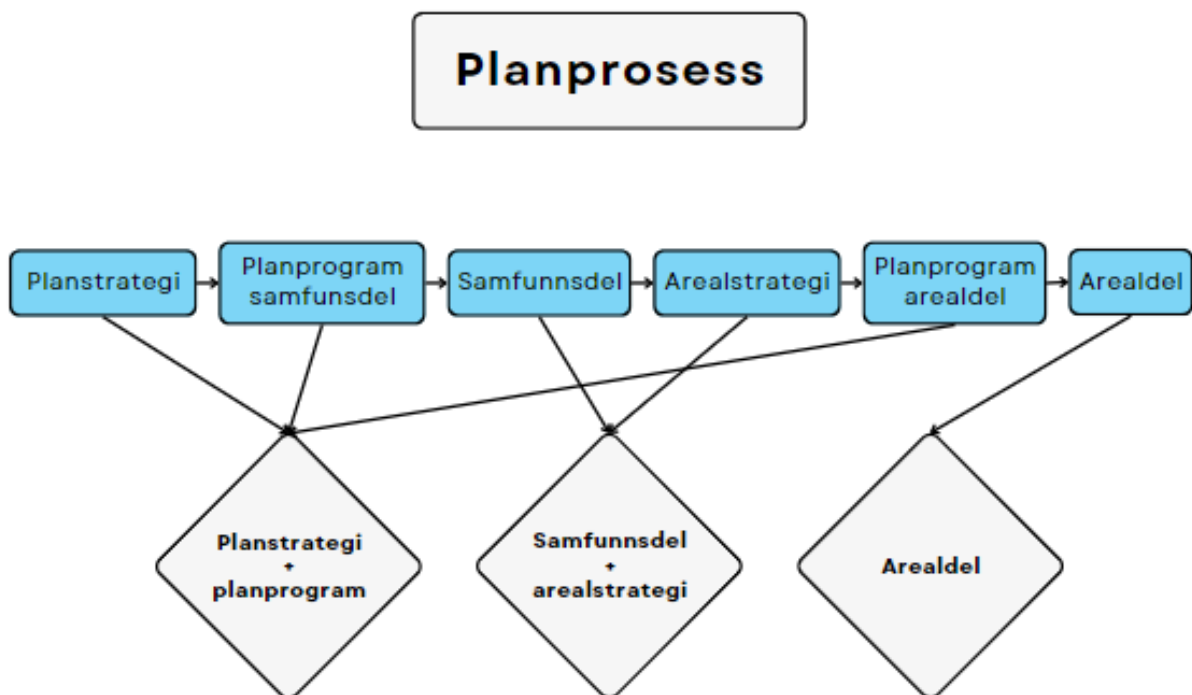 Planprosess
Planstrategi
Planprogram
samfunsdel
Samfunnsdel
Arealstrategi
Planprogram
arealdel
Arealdel
Planstrategi
+
planprogram
Samfunnsdel
+
arealstrategi
Arealdel